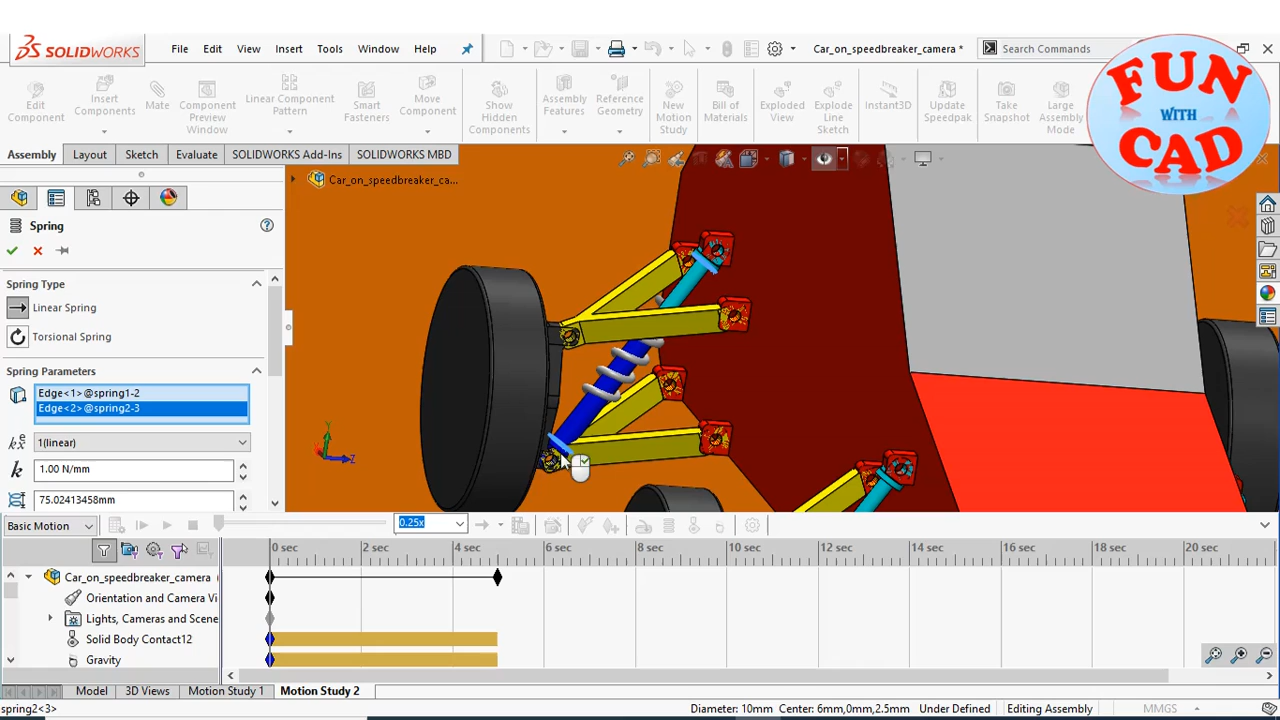 SOLIDWORKS File Edit View Insert Tools Window Help Car_on_speedbreaker_camera * Search Commands
Edit Component
Insert Components
Mate
Component Preview Window
Linear Component Pattern
Smart Fasteners
Move Component
Show Hidden Components
Assembly Features
Reference Geometry
New Motion Study
Bill of Materials
Exploded View
Explode Line Sketch
Instant3D
Update Speedpak
Take Snapshot
Large Assembly Mode
FUN
WITH
CAD
Assembly Layout Sketch Evaluate SOLIDWORKS Add-Ins SOLIDWORKS MBD
Car_on_speedbreaker_ca...
Spring
Spring Type
Linear Spring
Torsional Spring
Spring Parameters
Edge<1>@spring1-2
Edge<2>@spring2-3
1(linear)
k 1.00 N/mm
75.02413458mm
Basic Motion 0.25x
0 sec 2 sec 4 sec 6 sec 8 sec 10 sec 12 sec 14 sec 16 sec 18 sec 20 sec
Car_on_speedbreaker_camera (
Orientation and Camera Vi
Lights, Cameras and Scene
Solid Body Contact12
Gravity
Model 3D Views Motion Study 1 Motion Study 2
spring2<3> Diameter: 10mm Center: 6mm,0mm,2.5mm Under Defined Editing Assembly MMGS